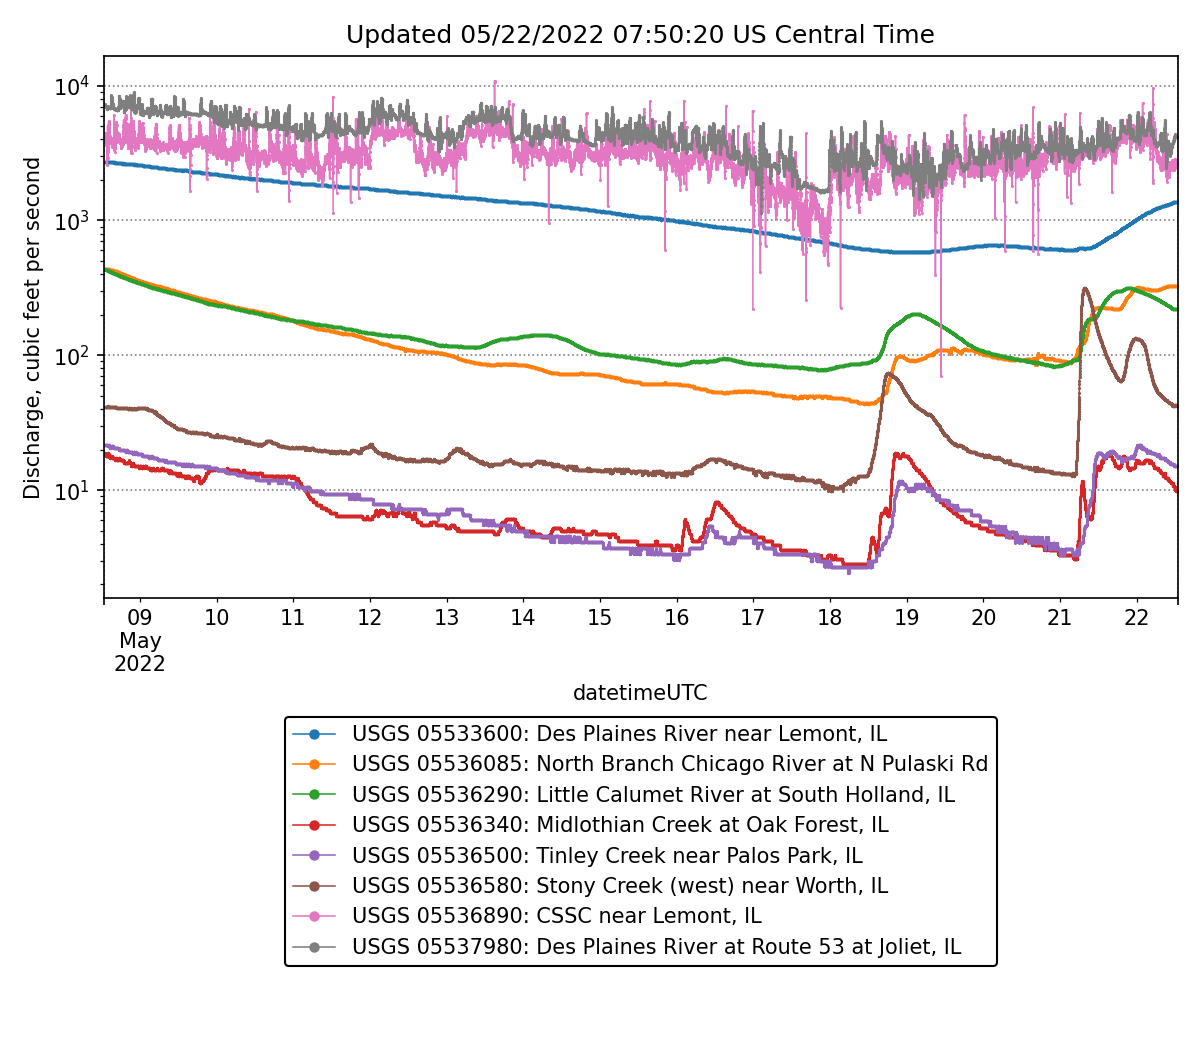 Updated 05/22/2022 07:50:20 US Central Time
Discharge, cubic feet per second
10⁴
10³
10²
10¹
09 10 11 12 13 14 15 16 17 18 19 20 21 22
May
2022
datetimeUTC
USGS 05533600: Des Plaines River near Lemont, IL
USGS 05536085: North Branch Chicago River at N Pulaski Rd
USGS 05536290: Little Calumet River at South Holland, IL
USGS 05536340: Midlothian Creek at Oak Forest, IL
USGS 05536500: Tinley Creek near Palos Park, IL
USGS 05536580: Stony Creek (west) near Worth, IL
USGS 05536890: CSSC near Lemont, IL
USGS 05537980: Des Plaines River at Route 53 at Joliet, IL